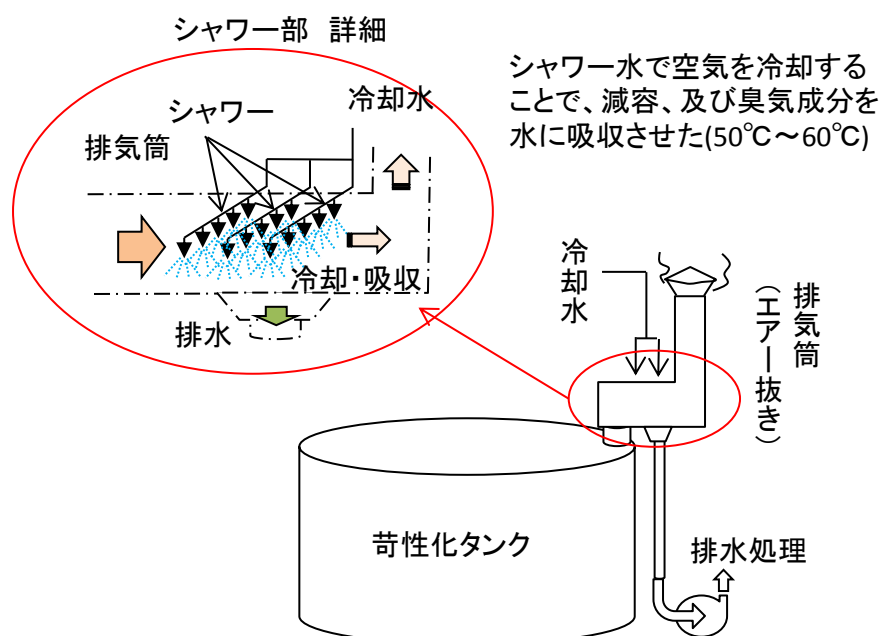 シャワー部 詳細
シャワー
冷却水
排気筒
冷却・吸収
排水
シャワー水で空気を冷却する
ことで、減容、及び臭気成分を
水に吸収させた(50℃～60℃)
冷却水
排気筒
（エアー抜き）
苛性化タンク
排水処理